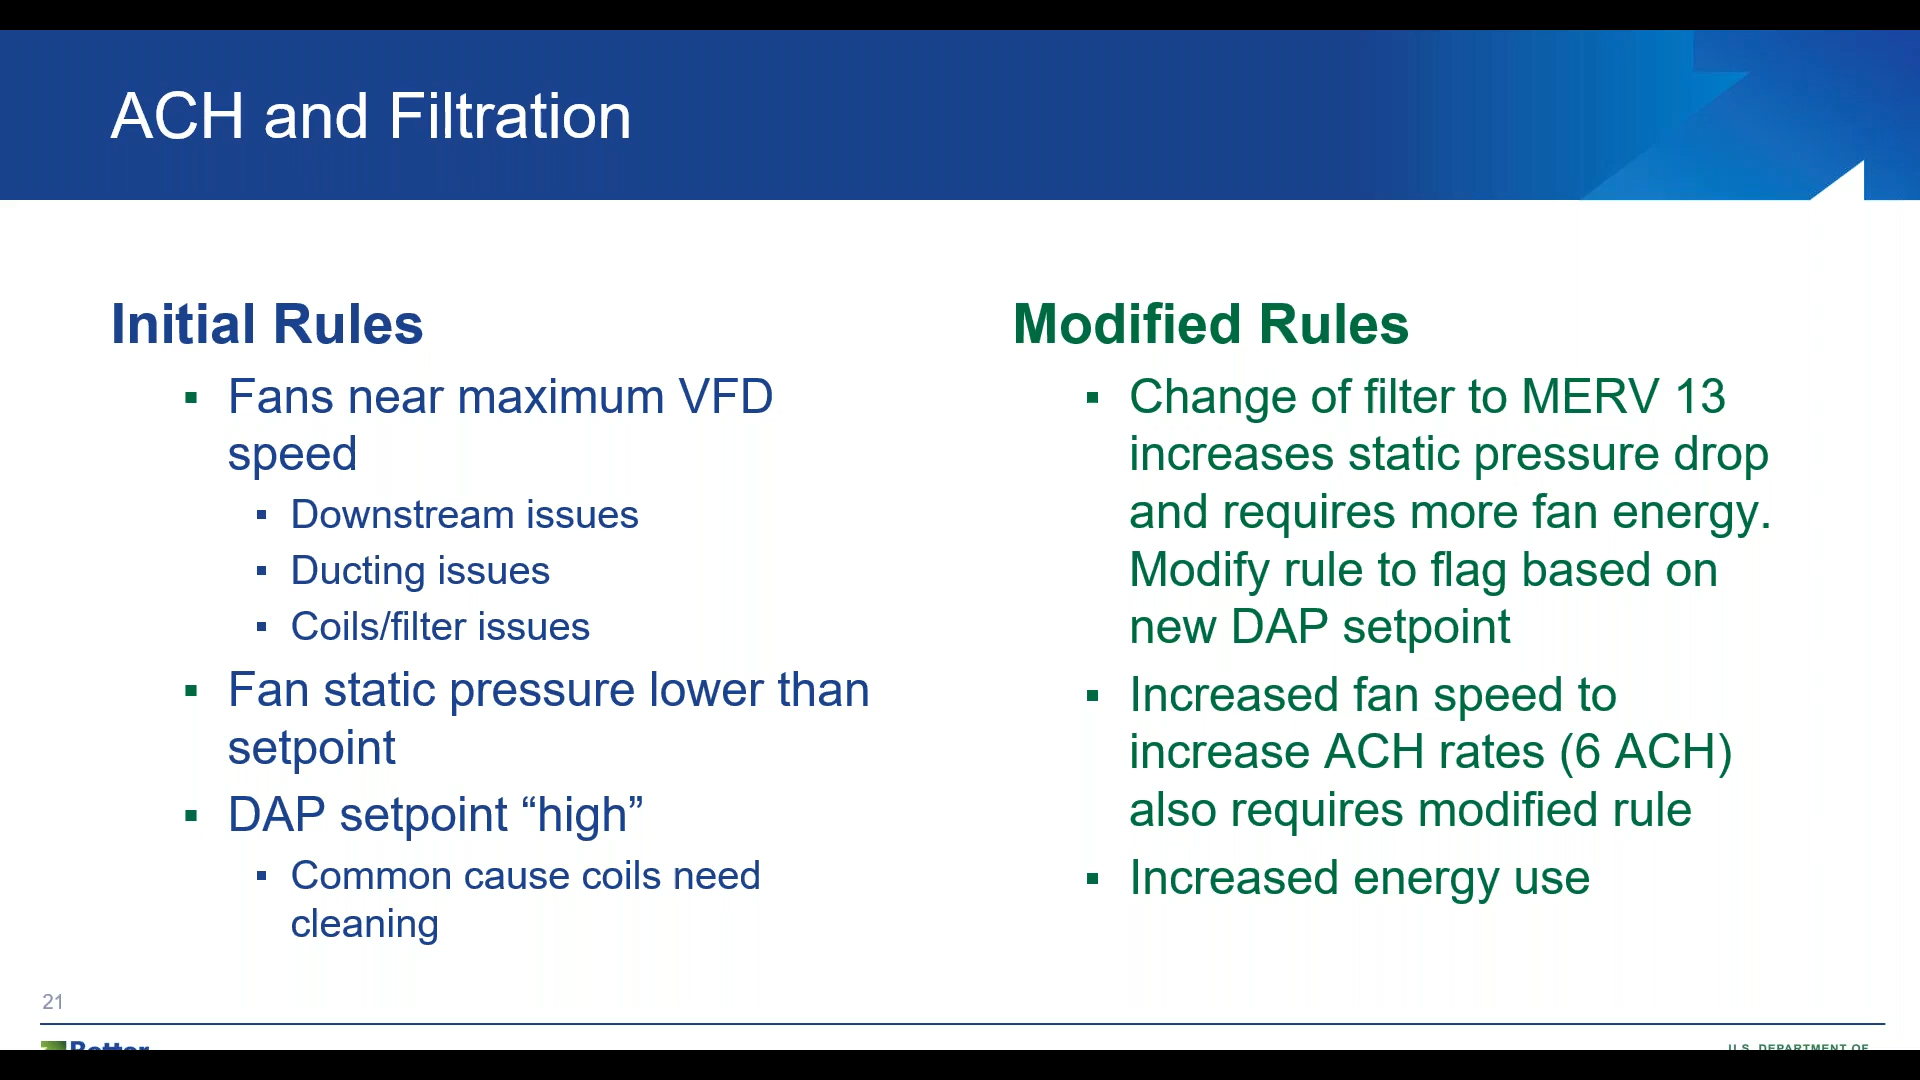 ACH and Filtration
Initial Rules
▪ Fans near maximum VFD
speed
▪ Downstream issues
▪ Ducting issues
▪ Coils/filter issues
▪ Fan static pressure lower than
setpoint
▪ DAP setpoint “high”
▪ Common cause coils need
cleaning
Modified Rules
▪ Change of filter to MERV 13
increases static pressure drop
and requires more fan energy.
Modify rule to flag based on
new DAP setpoint
▪ Increased fan speed to
increase ACH rates (6 ACH)
also requires modified rule
▪ Increased energy use
21
Better
U.S. DEPARTMENT OF